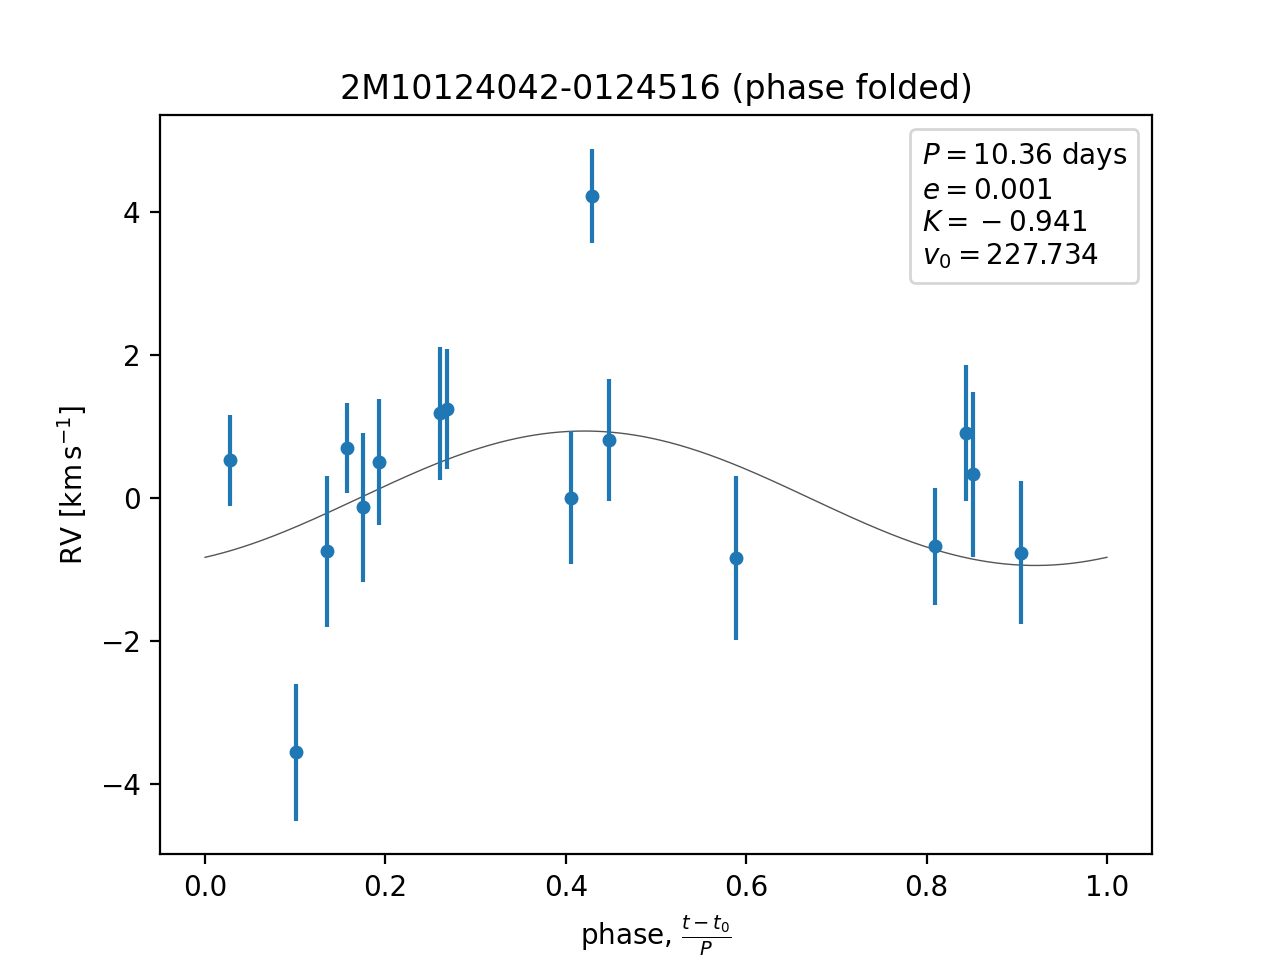 2M10124042-0124516 (phase folded)
P = 10.36 days
e = 0.001
K = −0.941
v₀ = 227.734
4
2
0
−2
−4
RV [km s⁻¹]
0.0 0.2 0.4 0.6 0.8 1.0
phase, (t − t₀)/P